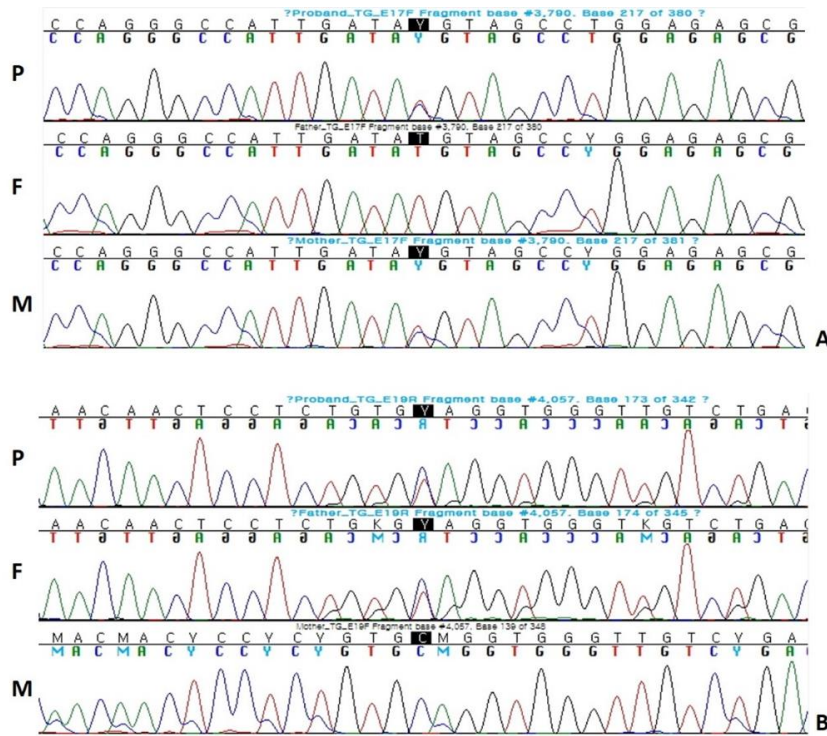 ?Proband_TG_E17F Fragment base #3,790. Base 217 of 380 ?
C C A G G G C C A T T G A T A Y G T A G C C T G G A G A G C G
C C A G G G C C A T T G A T A Y G T A G C C T G G A G A G C G
P
Father_TG_E17F Fragment base #3,790. Base 217 of 380
C C A G G G C C A T T G A T A T G T A G C C Y G G A G A G C G
C C A G G G C C A T T G A T A T G T A G C C Y G G A G A G C G
F
?Mother_TG_E17F Fragment base #3,790. Base 217 of 381 ?
C C A G G G C C A T T G A T A Y G T A G C C Y G G A G A G C G
C C A G G G C C A T T G A T A Y G T A G C C Y G G A G A G C G
M
A
?Proband_TG_E19R Fragment base #4,057. Base 173 of 342 ?
A A C A A C T C C T C T G T G Y A G G T G G G T T G T C T G A
T T G T T G A G G A G A C A C R T C C A C C C A A C A G A C T
P
?Father_TG_E19R Fragment base #4,057. Base 174 of 345 ?
A A C A A C T C C T C T G K G Y A G G T G G G T K G T C T G A
T T G T T G A G G A G A C M C R T C C A C C C A M C A G A C T
F
Mother_TG_E19F Fragment base #4,057. Base 139 of 348
M A C M A C Y C C Y C Y G T G C M G G T G G G T T G T C Y G A
M A C M A C Y C C Y C Y G T G C M G G T G G G T T G T C Y G A
M
B